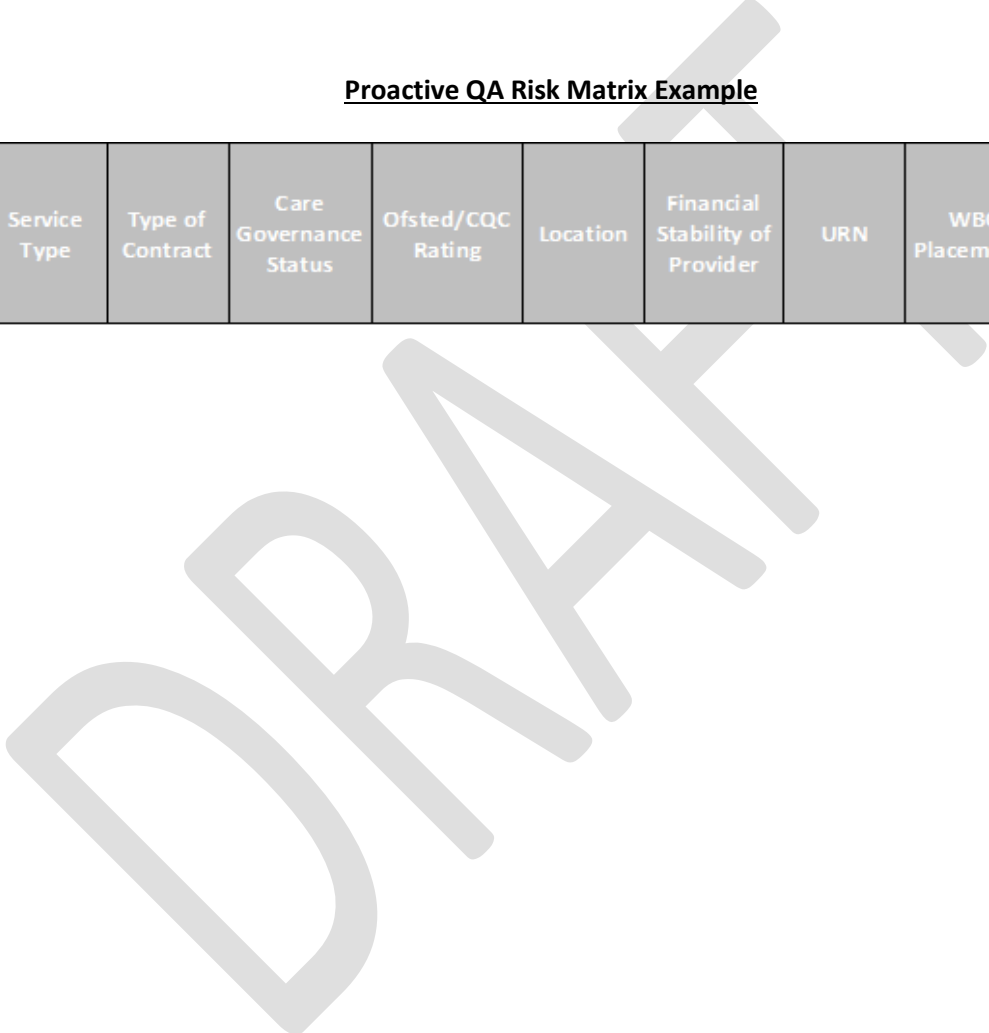 Proactive QA Risk Matrix Example
Service Type
Type of Contract
Care Governance Status
Ofsted/CQC Rating
Location
Financial Stability of Provider
URN
DRAFT